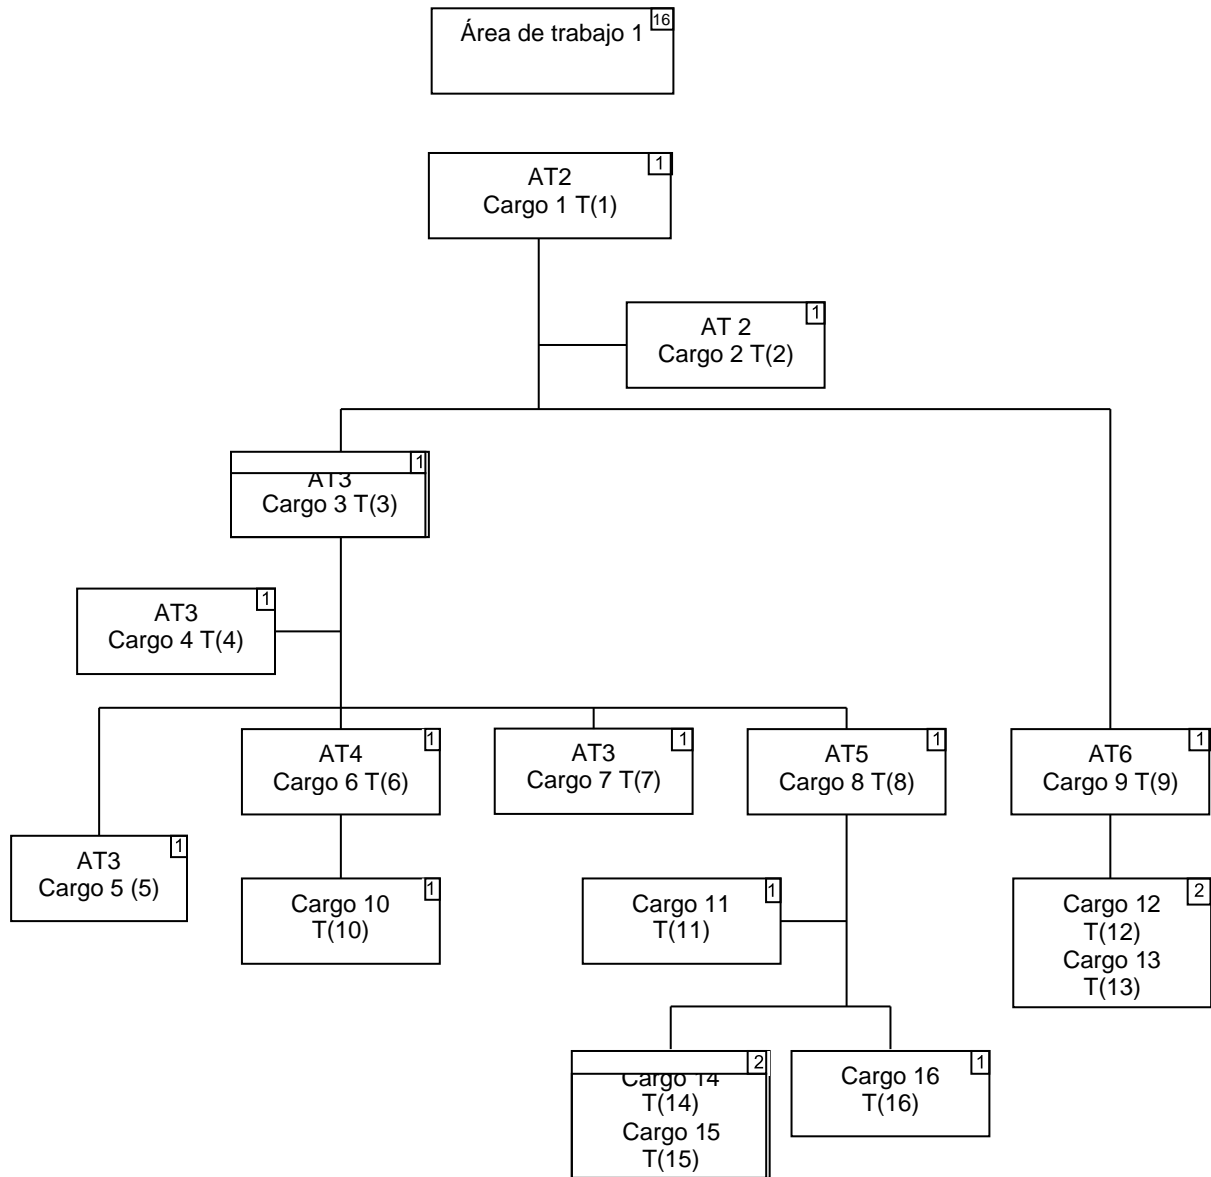 Área de trabajo 1
16
1
AT2
Cargo 1 T(1)
1
AT 2
Cargo 2 T(2)
1
AT3
Cargo 3 T(3)
1
AT3
Cargo 4 T(4)
1
AT4
Cargo 6 T(6)
1
AT3
Cargo 7 T(7)
1
AT5
Cargo 8 T(8)
1
AT6
Cargo 9 T(9)
1
AT3
Cargo 5 (5)
1
Cargo 10
T(10)
1
Cargo 11
T(11)
2
Cargo 12
T(12)
Cargo 13
T(13)
2
Cargo 14
T(14)
Cargo 15
T(15)
1
Cargo 16
T(16)